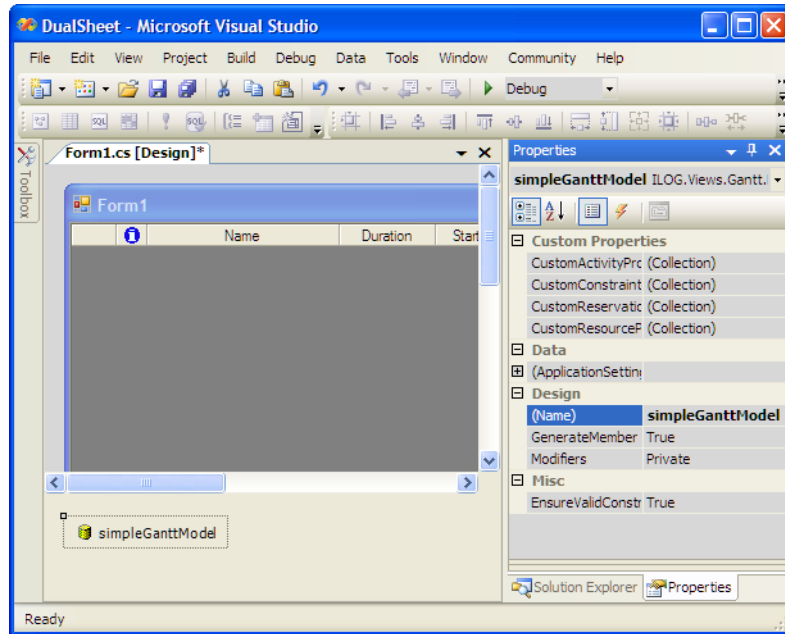 DualSheet - Microsoft Visual Studio
File Edit View Project Build Debug Data Tools Window Community Help
Debug
SQL SQL
Toolbox
Form1.cs [Design]*
Form1
Name Duration Start
simpleGanttModel
Properties
simpleGanttModel ILOG.Views.Gantt.
Custom Properties
CustomActivityPrc (Collection)
CustomConstraint (Collection)
CustomReservatic (Collection)
CustomResourceF (Collection)
Data
(ApplicationSetting
Design
(Name) simpleGanttModel
GenerateMember True
Modifiers Private
Misc
EnsureValidConstr True
Solution Explorer Properties
Ready